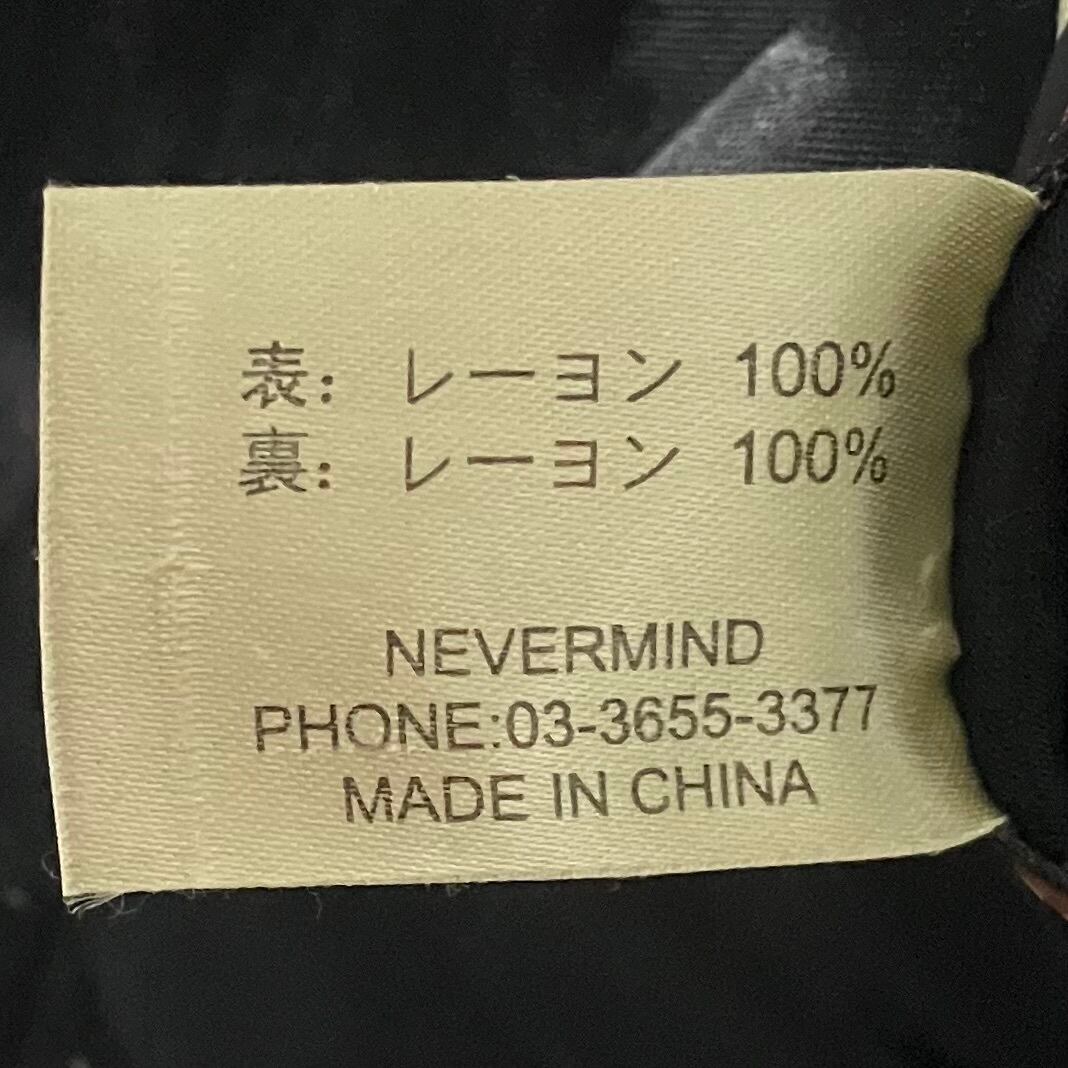 表: レーヨン 100%
裏: レーヨン 100%
NEVERMIND
PHONE:03-3655-3377
MADE IN CHINA